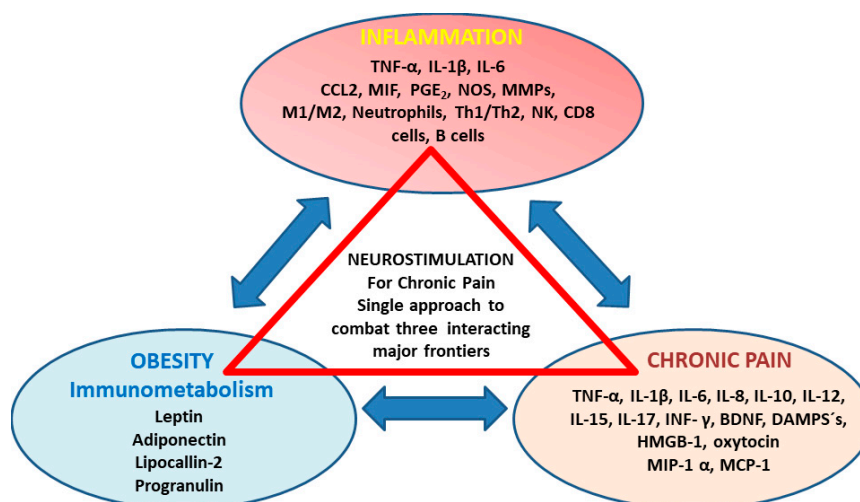 INFLAMMATION
TNF-α, IL-1β, IL-6
CCL2, MIF, PGE₂, NOS, MMPs,
M1/M2, Neutrophils, Th1/Th2, NK, CD8
cells, B cells
NEUROSTIMULATION
For Chronic Pain
Single approach to
combat three interacting
major frontiers
OBESITY
Immunometabolism
Leptin
Adiponectin
Lipocallin-2
Progranulin
CHRONIC PAIN
TNF-α, IL-1β, IL-6, IL-8, IL-10, IL-12,
IL-15, IL-17, INF- γ, BDNF, DAMPS´s,
HMGB-1, oxytocin
MIP-1 α, MCP-1